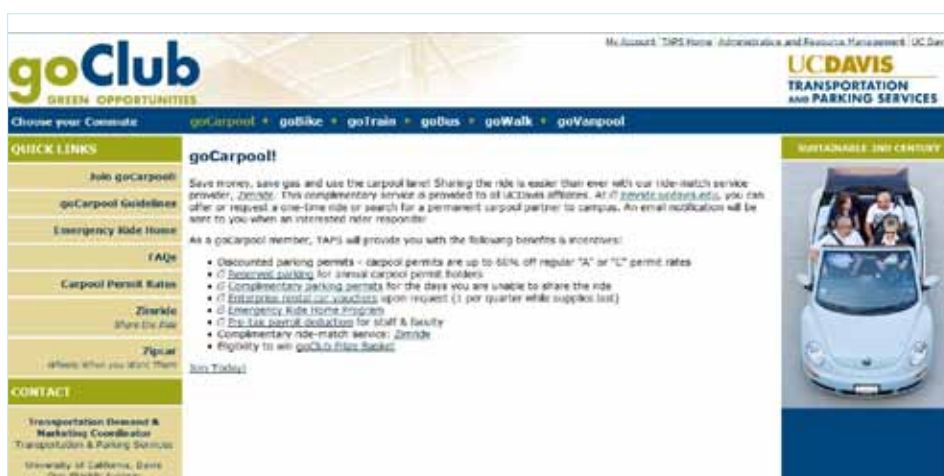 My Account TAPS Home Administrative and Resource Management UC Dav
goClub
GREEN OPPORTUNITIES
UCDAVIS
TRANSPORTATION
AND PARKING SERVICES
Choose your Commute
goCarpool • goBike • goTrain • goBus • goWalk • goVanpool
QUICK LINKS
Join goCarpool!
goCarpool Guidelines
Emergency Ride Home
FAQs
Carpool Permit Rates
Zimride
Share the Ride
Zipcar
Wheels When you Want Them
CONTACT
Transportation Demand &
Marketing Coordinator
Transportation & Parking Services
University of California, Davis
goCarpool!
Save money, save gas and use the carpool lane! Sharing the ride is easier than ever with our ride-match service
provider, Zimride. This complimentary service is provided to all UCDavis affiliates. At zimride.ucdavis.edu, you can
offer or request a one-time ride or search for a permanent carpool partner to campus. An email notification will be
sent to you when an interested rider responds!
As a goCarpool member, TAPS will provide you with the following benefits & incentives:
• Discounted parking permits - carpool permits are up to 60% off regular "A" or "C" permit rates
• Reserved parking for annual carpool permit holders
• Complimentary parking permits for the days you are unable to share the ride
• Enterprise rental car vouchers upon request (1 per quarter while supplies last)
• Emergency Ride Home Program
• Pre-tax payroll deduction for staff & faculty
• Complimentary ride-match service: Zimride
• Eligibility to win goClub Prize Basket
Join Today!
SUSTAINABLE 2ND CENTURY